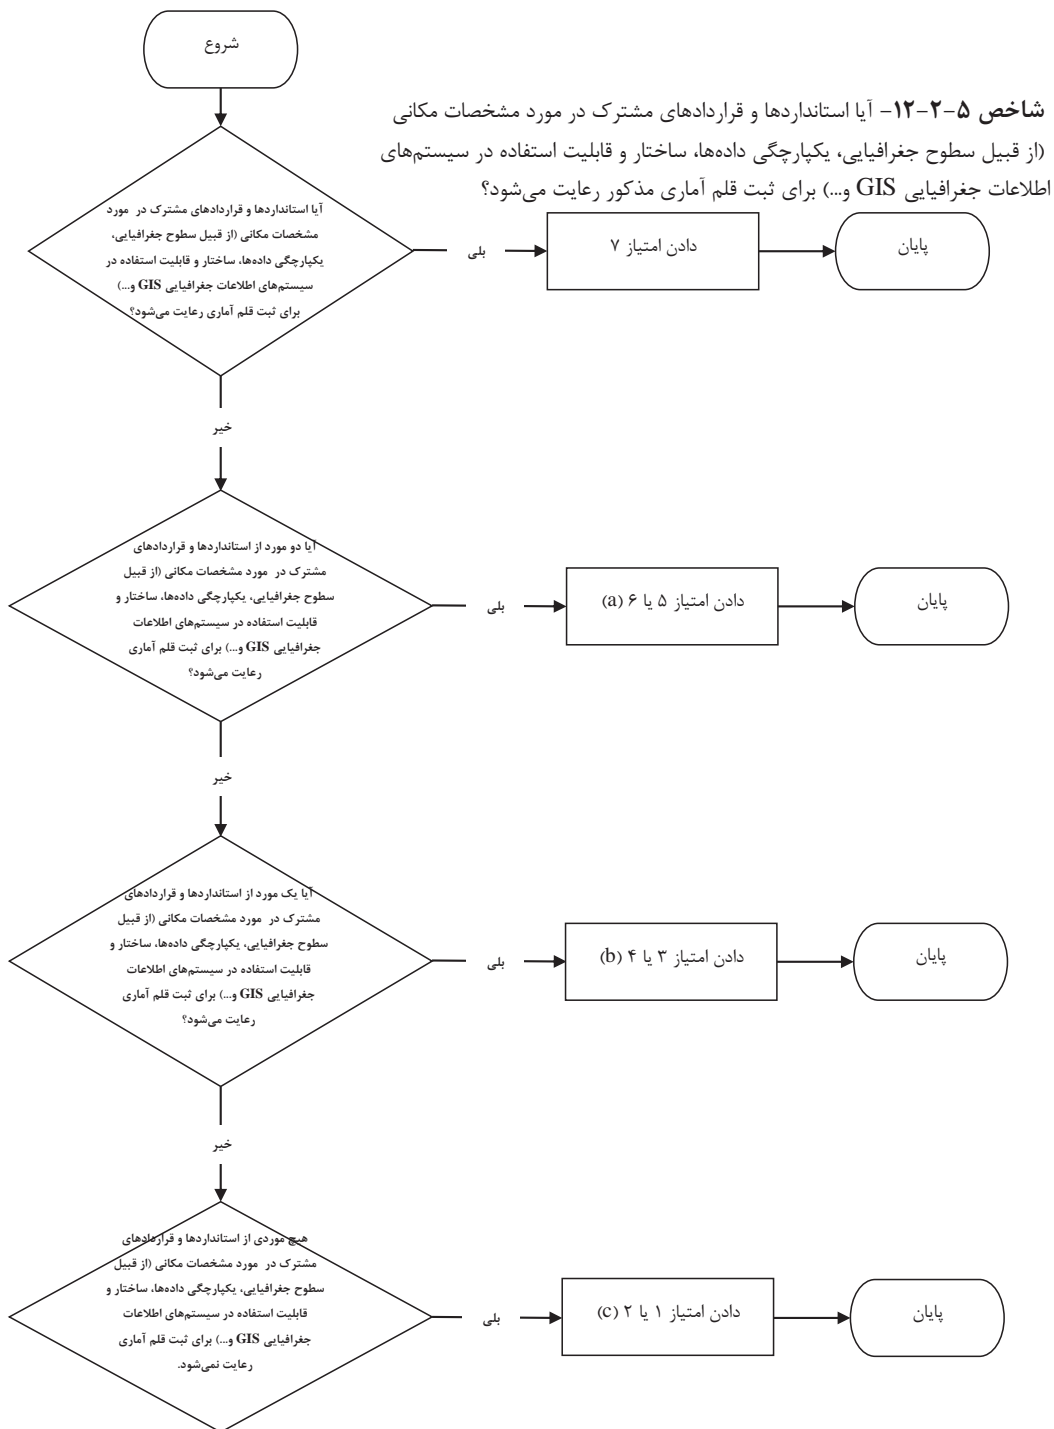 شروع
شاخص ۵-۲-۱۲- آیا استانداردها و قراردادهای مشترک در مورد مشخصات مکانی
(از قبیل سطوح جغرافیایی، یکپارچگی داده‌ها، ساختار و قابلیت استفاده در سیستم‌های
اطلاعات جغرافیایی GIS و...) برای ثبت قلم آماری مذکور رعایت می‌شود؟
آیا استانداردها و قراردادهای مشترک در مورد
مشخصات مکانی (از قبیل سطوح جغرافیایی،
یکپارچگی داده‌ها، ساختار و قابلیت استفاده در
سیستم‌های اطلاعات جغرافیایی GIS و...)
برای ثبت قلم آماری رعایت می‌شود؟
بلی
دادن امتیاز ۷
پایان
خیر
آیا دو مورد از استانداردها و قراردادهای
مشترک در مورد مشخصات مکانی (از قبیل
سطوح جغرافیایی، یکپارچگی داده‌ها، ساختار و
قابلیت استفاده در سیستم‌های اطلاعات
جغرافیایی GIS و...) برای ثبت قلم آماری
رعایت می‌شود؟
بلی
دادن امتیاز ۵ یا ۶ (a)
پایان
خیر
آیا یک مورد از استانداردها و قراردادهای
مشترک در مورد مشخصات مکانی (از قبیل
سطوح جغرافیایی، یکپارچگی داده‌ها، ساختار و
قابلیت استفاده در سیستم‌های اطلاعات
جغرافیایی GIS و...) برای ثبت قلم آماری
رعایت می‌شود؟
بلی
دادن امتیاز ۳ یا ۴ (b)
پایان
خیر
هیچ موردی از استانداردها و قراردادهای
مشترک در مورد مشخصات مکانی (از قبیل
سطوح جغرافیایی، یکپارچگی داده‌ها، ساختار و
قابلیت استفاده در سیستم‌های اطلاعات
جغرافیایی GIS و...) برای ثبت قلم آماری
رعایت نمی‌شود.
بلی
دادن امتیاز ۱ یا ۲ (c)
پایان